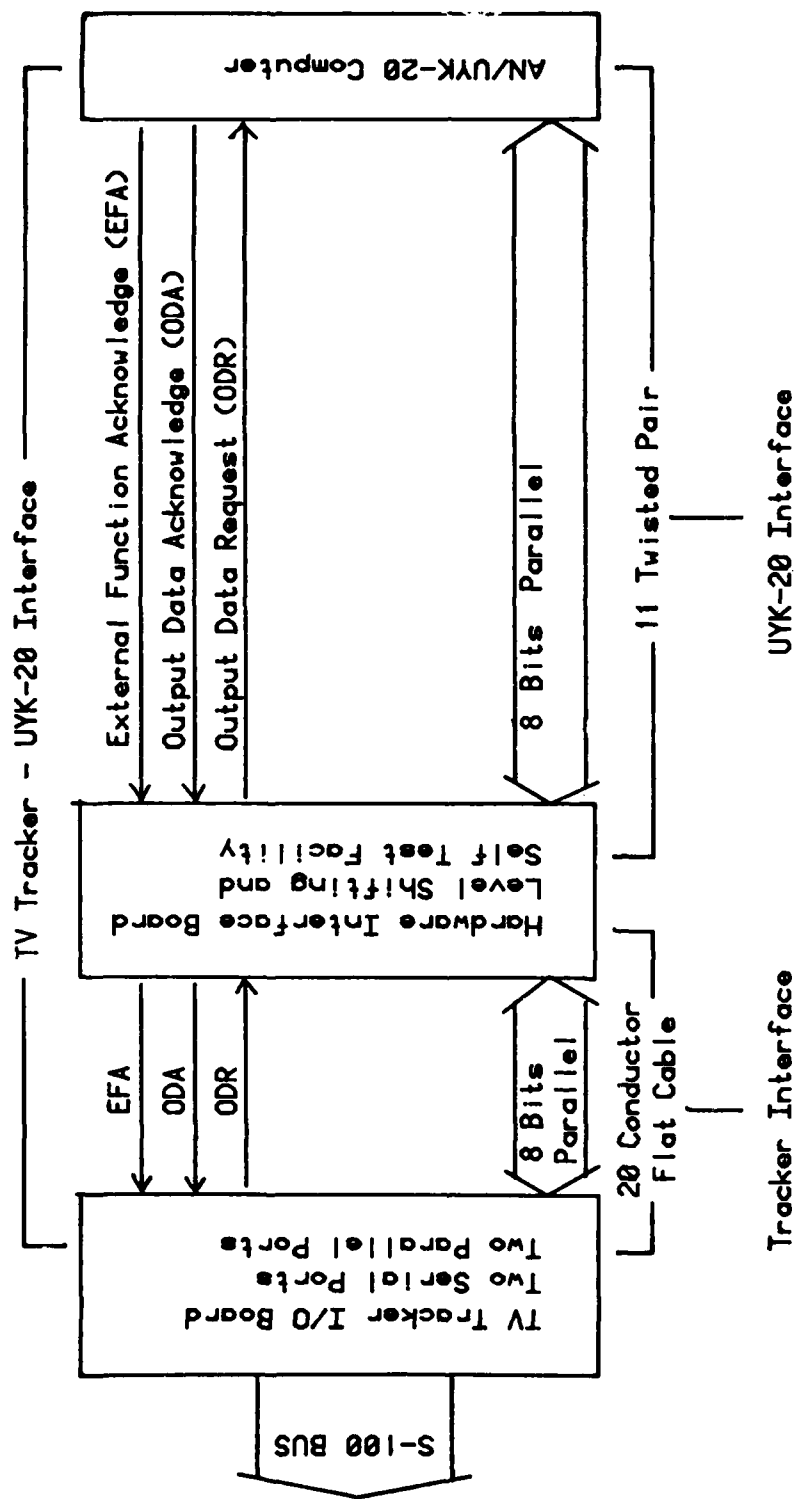 TV Tracker - UYK-20 Interface
S-100 BUS
TV Tracker I/O Board
Two Serial Ports
Two Parallel Ports
EFA
ODA
ODR
8 Bits
Parallel
20 Conductor
Flat Cable
Tracker Interface
Hardware Interface Board
Level Shifting and
Self Test Facility
External Function Acknowledge (EFA)
Output Data Acknowledge (ODA)
Output Data Request (ODR)
8 Bits Parallel
11 Twisted Pair
UYK-20 Interface
AN/UYK-20 Computer